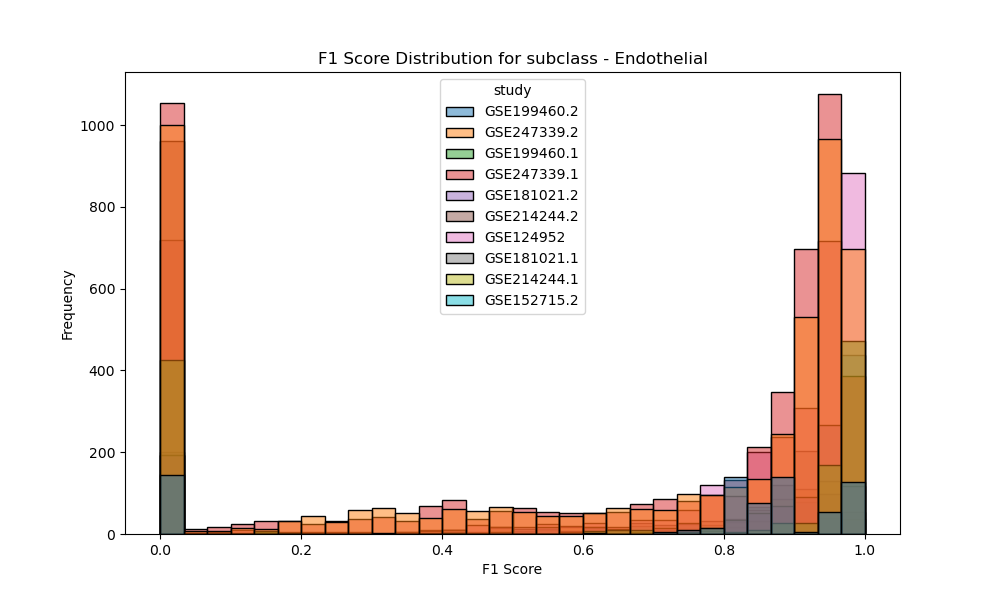 F1 Score Distribution for subclass - Endothelial
study
GSE199460.2
GSE247339.2
GSE199460.1
GSE247339.1
GSE181021.2
GSE214244.2
GSE124952
GSE181021.1
GSE214244.1
GSE152715.2
Frequency
1000
800
600
400
200
0
0.0 0.2 0.4 0.6 0.8 1.0
F1 Score